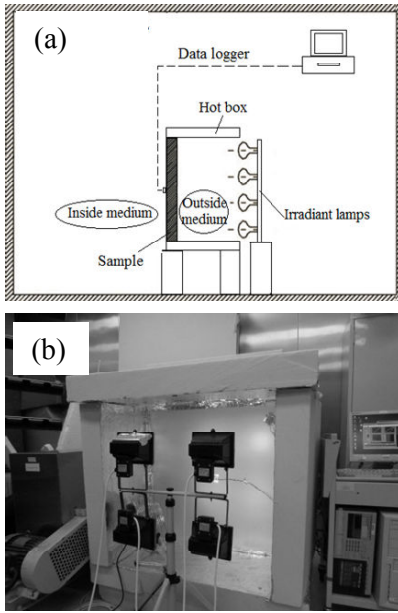 (a)
Data logger
Hot box
Inside medium
Outside
medium
Irradiant lamps
Sample
(b)